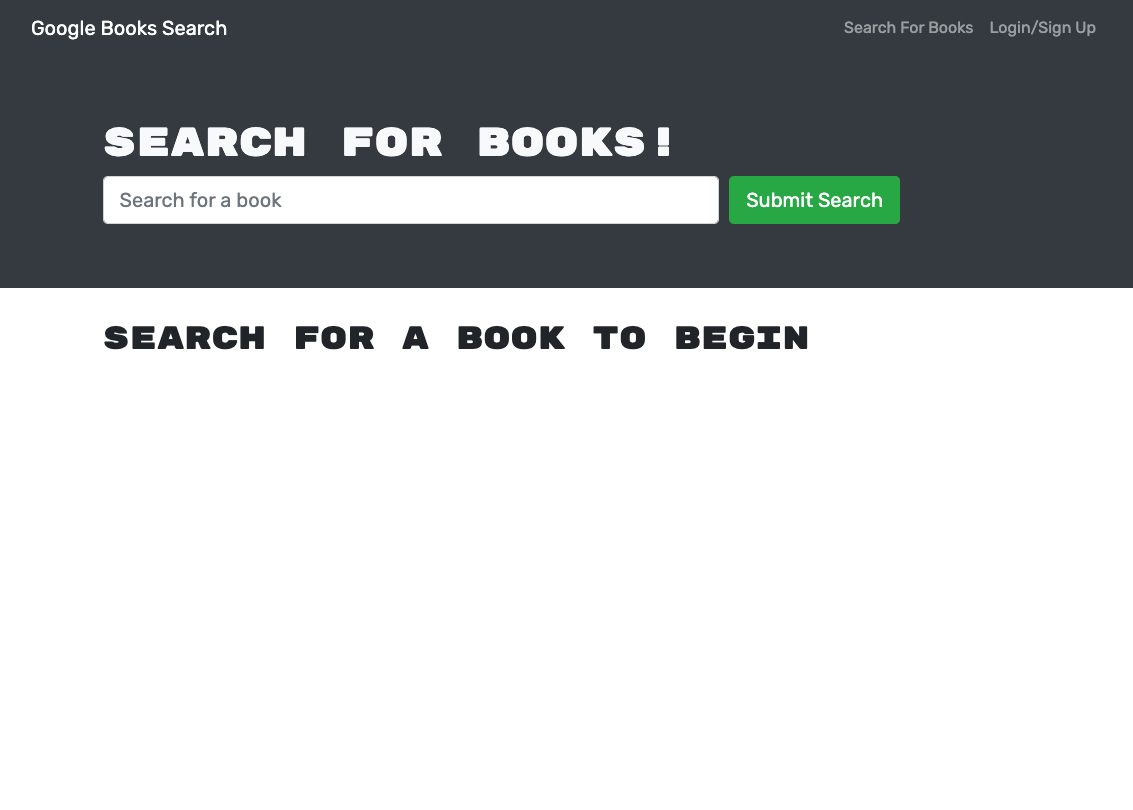 Google Books Search Search For Books Login/Sign Up
SEARCH FOR BOOKS!
Search for a book Submit Search
SEARCH FOR A BOOK TO BEGIN